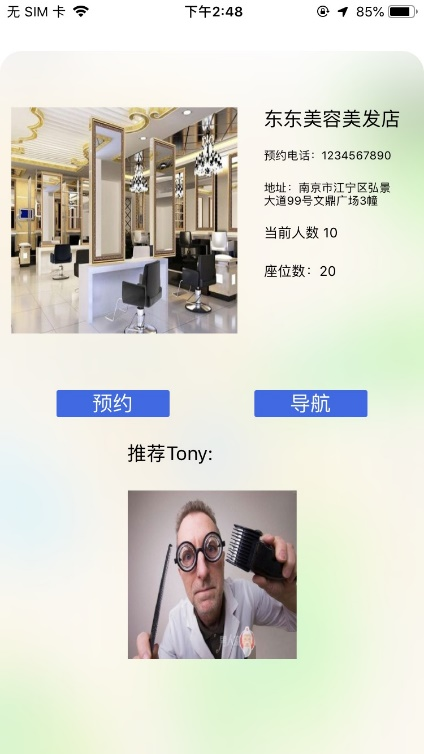 无 SIM 卡
下午2:48
85%
东东美容美发店
预约电话：1234567890
地址：南京市江宁区弘景
大道99号文鼎广场3幢
当前人数 10
座位数：20
预约
导航
推荐Tony: